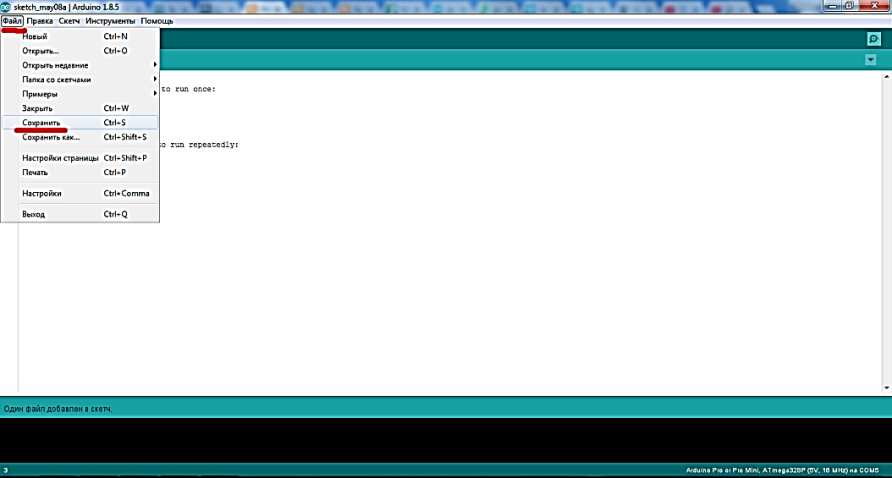 sketch_may08a | Arduino 1.8.5
Файл Правка Скетч Инструменты Помощь
Новый Ctrl+N
Открыть... Ctrl+O
Открыть недавние
Папка со скетчами
Примеры
to run once:
Закрыть Ctrl+W
Сохранить Ctrl+S
Сохранить как... Ctrl+Shift+S
to run repeatedly:
Настройки страницы Ctrl+Shift+P
Печать Ctrl+P
Настройки Ctrl+Comma
Выход Ctrl+Q
Один файл добавлен в скетч.
3 Arduino Pro or Pro Mini, ATmega328P (5V, 16 MHz) на COM5